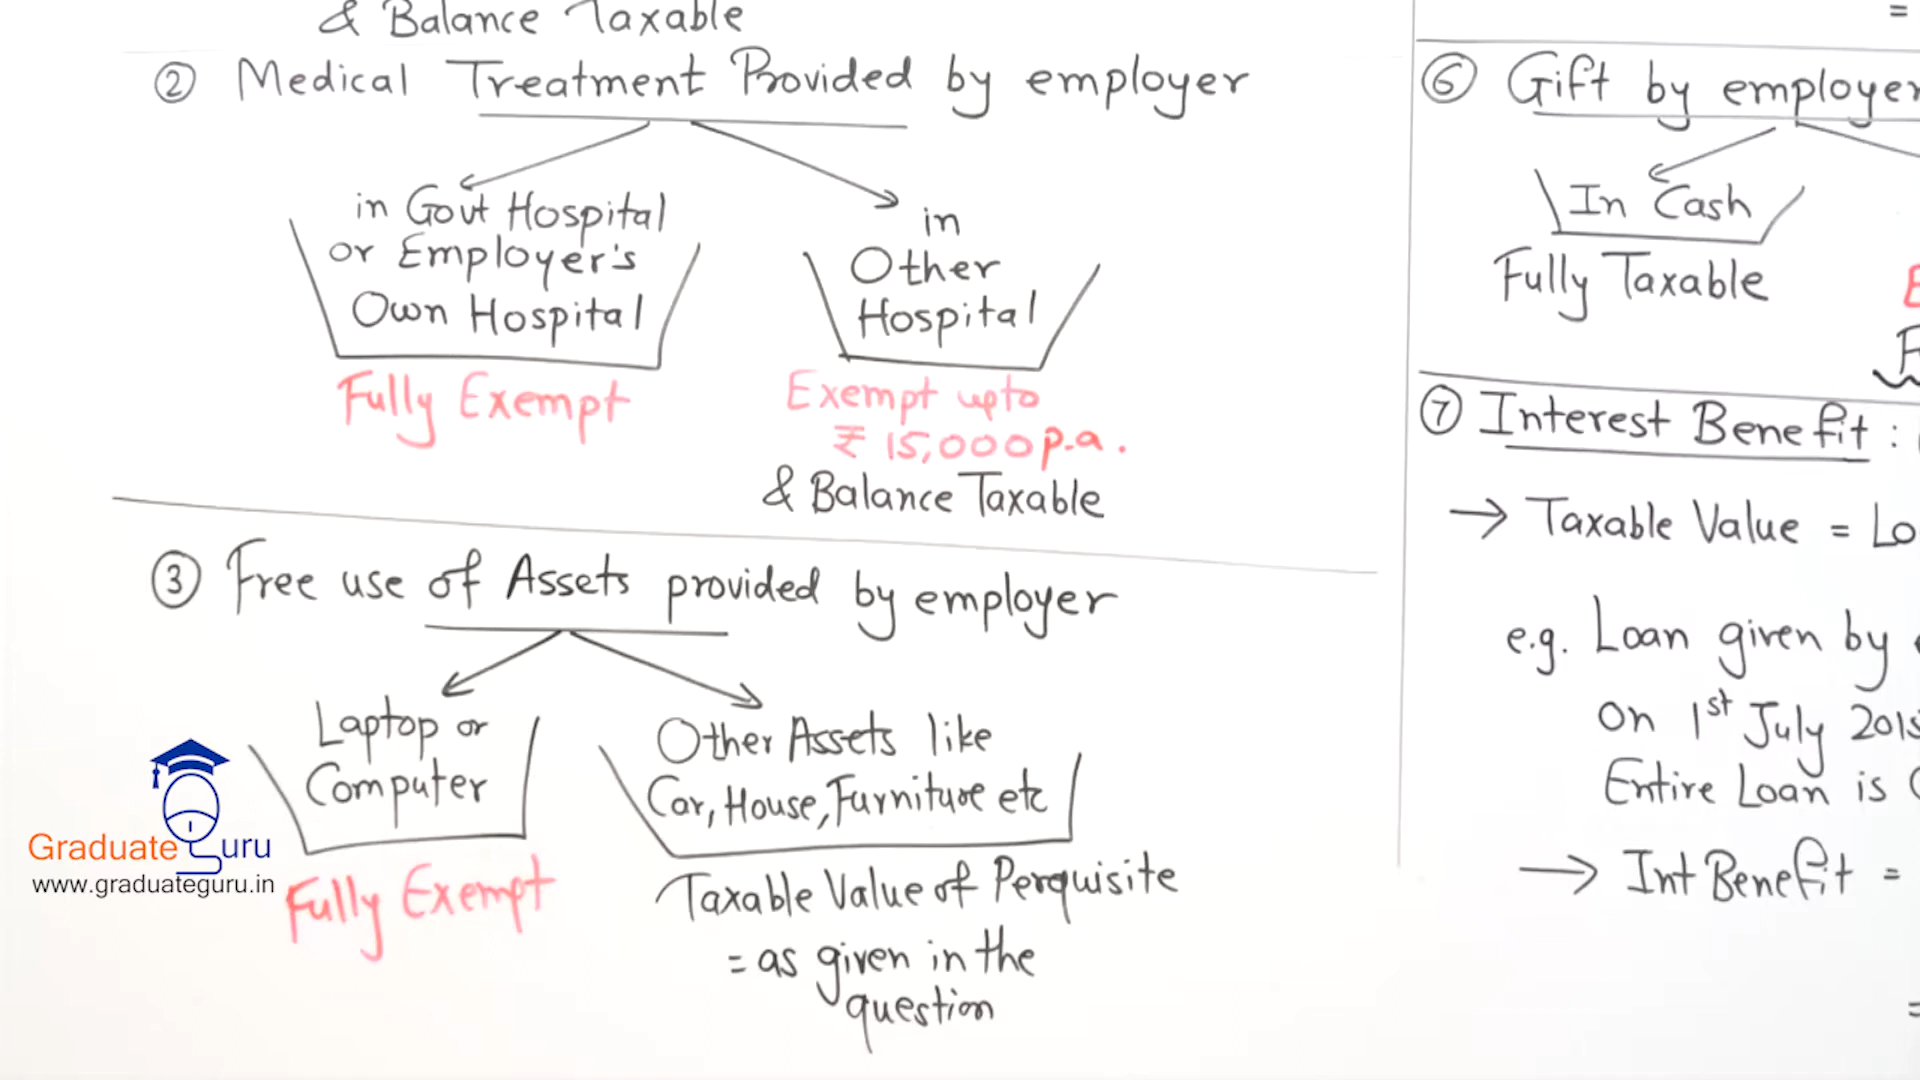 & Balance Taxable
② Medical Treatment Provided by employer
in Govt Hospital
or Employer's
Own Hospital
Fully Exempt
in
Other
Hospital
Exempt upto
₹ 15,000 p.a.
& Balance Taxable
③ Free use of Assets provided by employer
Laptop or
Computer
Fully Exempt
Other Assets like
Car, House, Furniture etc
Taxable Value of Perquisite
= as given in the
question
Graduate Guru
www.graduateguru.in
=
⑥ Gift by employer
In Cash
Fully Taxable
⑦ Interest Benefit :
→ Taxable Value =
e.g. Loan given by
on 1st July
Entire Loan is
→ Int Benefit =
=